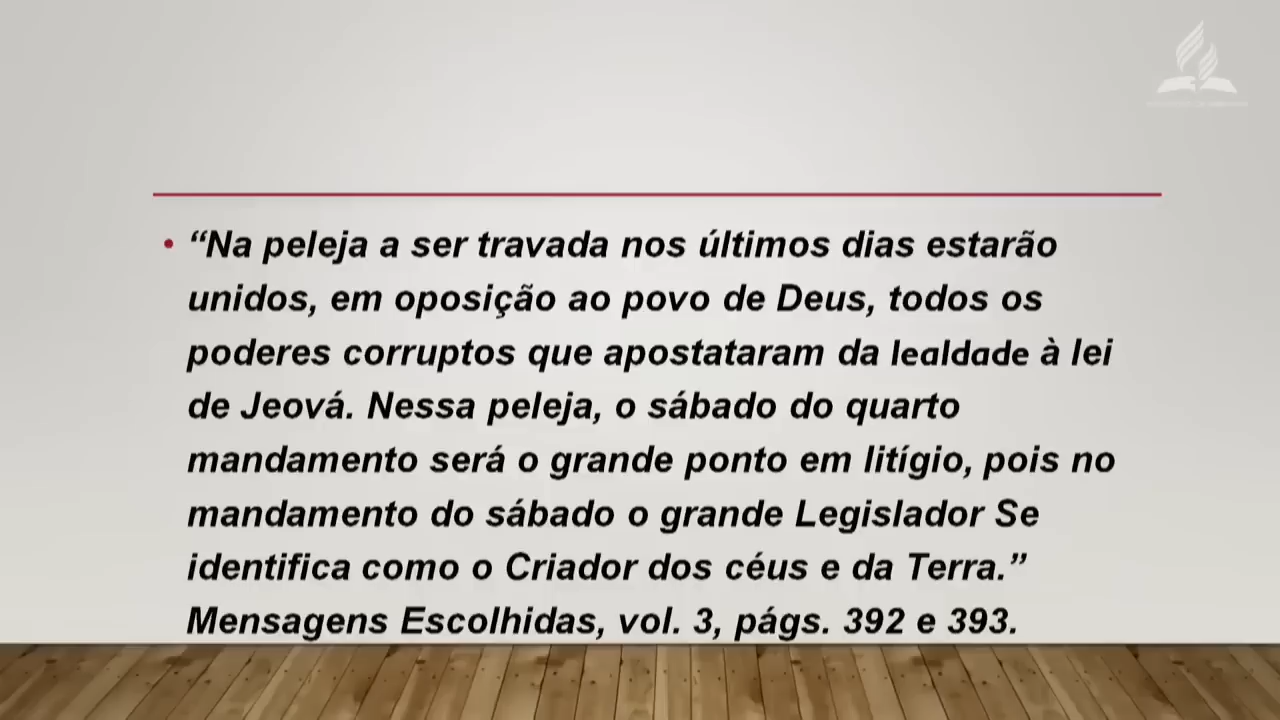 • “Na peleja a ser travada nos últimos dias estarão
unidos, em oposição ao povo de Deus, todos os
poderes corruptos que apostataram da lealdade à lei
de Jeová. Nessa peleja, o sábado do quarto
mandamento será o grande ponto em litígio, pois no
mandamento do sábado o grande Legislador Se
identifica como o Criador dos céus e da Terra.”
Mensagens Escolhidas, vol. 3, págs. 392 e 393.